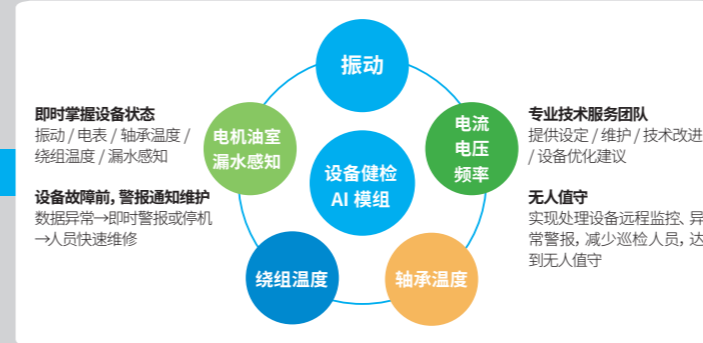 即时掌握设备状态
振动 / 电表 / 轴承温度 /
绕组温度 / 漏水感知
设备故障前，警报通知维护
数据异常→即时警报或停机
→人员快速维修
振动
电机油室
漏水感知
电流
电压
频率
设备健检
AI 模组
绕组温度
轴承温度
专业技术服务团队
提供设定 / 维护 / 技术改进
/ 设备优化建议
无人值守
实现处理设备远程监控、异
常警报，减少巡检人员，达
到无人值守